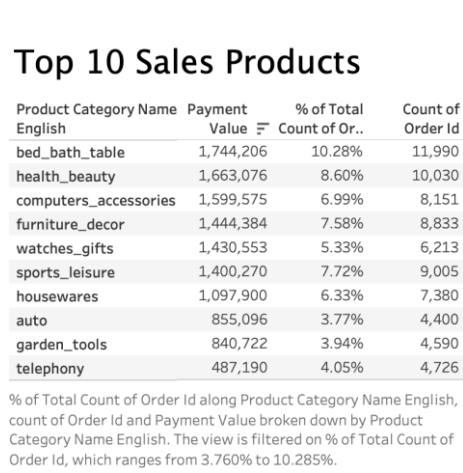 Top 10 Sales Products
Product Category Name English Payment Value % of Total Count of Or.. Count of Order Id
bed_bath_table 1,744,206 10.28% 11,990
health_beauty 1,663,076 8.60% 10,030
computers_accessories 1,599,575 6.99% 8,151
furniture_decor 1,444,384 7.58% 8,833
watches_gifts 1,430,553 5.33% 6,213
sports_leisure 1,400,270 7.72% 9,005
housewares 1,097,900 6.33% 7,380
auto 855,096 3.77% 4,400
garden_tools 840,722 3.94% 4,590
telephony 487,190 4.05% 4,726
% of Total Count of Order Id along Product Category Name English,
count of Order Id and Payment Value broken down by Product
Category Name English. The view is filtered on % of Total Count of
Order Id, which ranges from 3.760% to 10.285%.